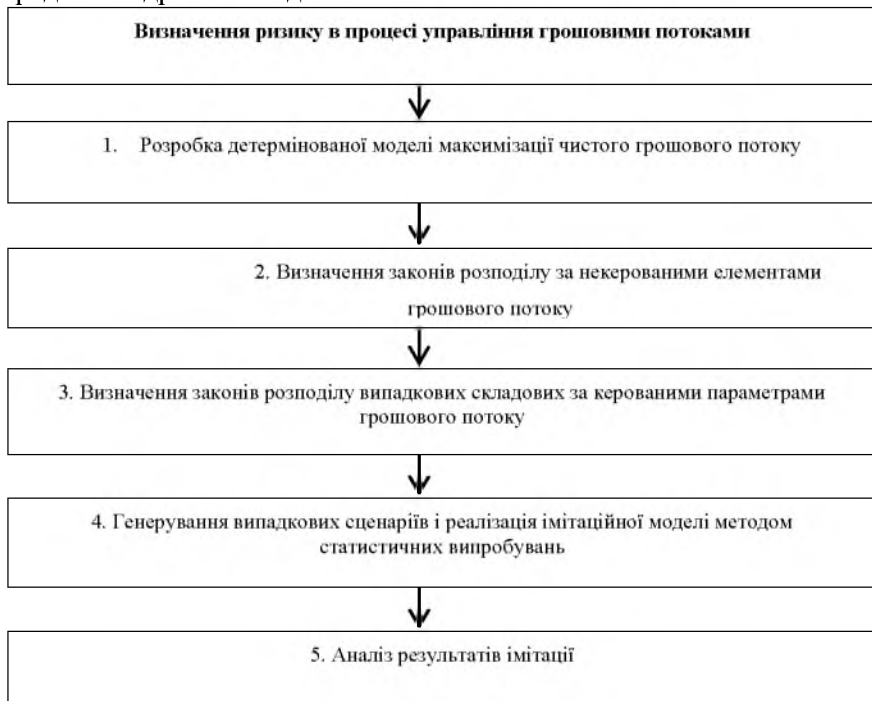 Визначення ризику в процесі управління грошовими потоками
1. Розробка детермінованої моделі максимізації чистого грошового потоку
2. Визначення законів розподілу за некерованими елементами
грошового потоку
3. Визначення законів розподілу випадкових складових за керованими параметрами
грошового потоку
4. Генерування випадкових сценаріїв і реалізація імітаційної моделі методом
статистичних випробувань
5. Аналіз результатів імітації